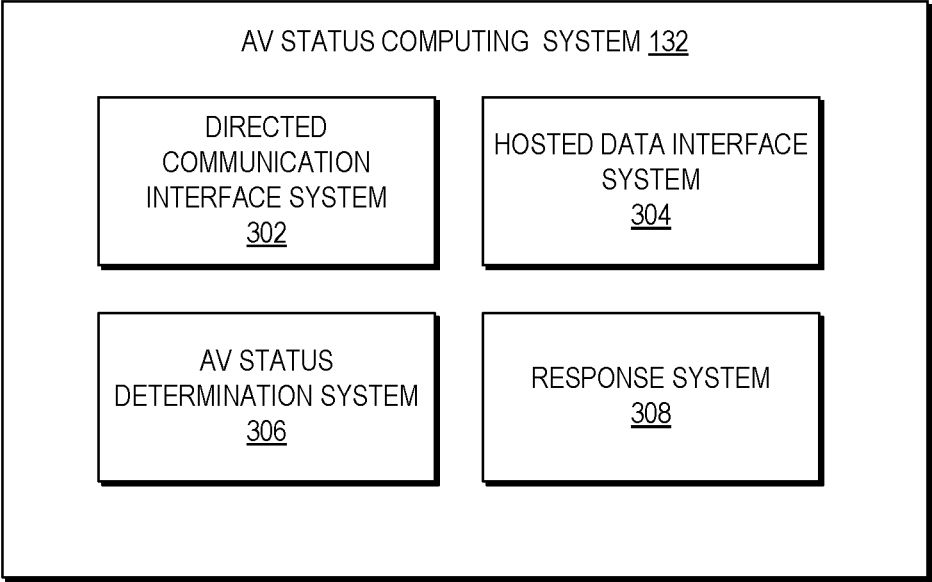 AV STATUS COMPUTING SYSTEM 132
DIRECTED
COMMUNICATION
INTERFACE SYSTEM
302
HOSTED DATA INTERFACE
SYSTEM
304
AV STATUS
DETERMINATION SYSTEM
306
RESPONSE SYSTEM
308